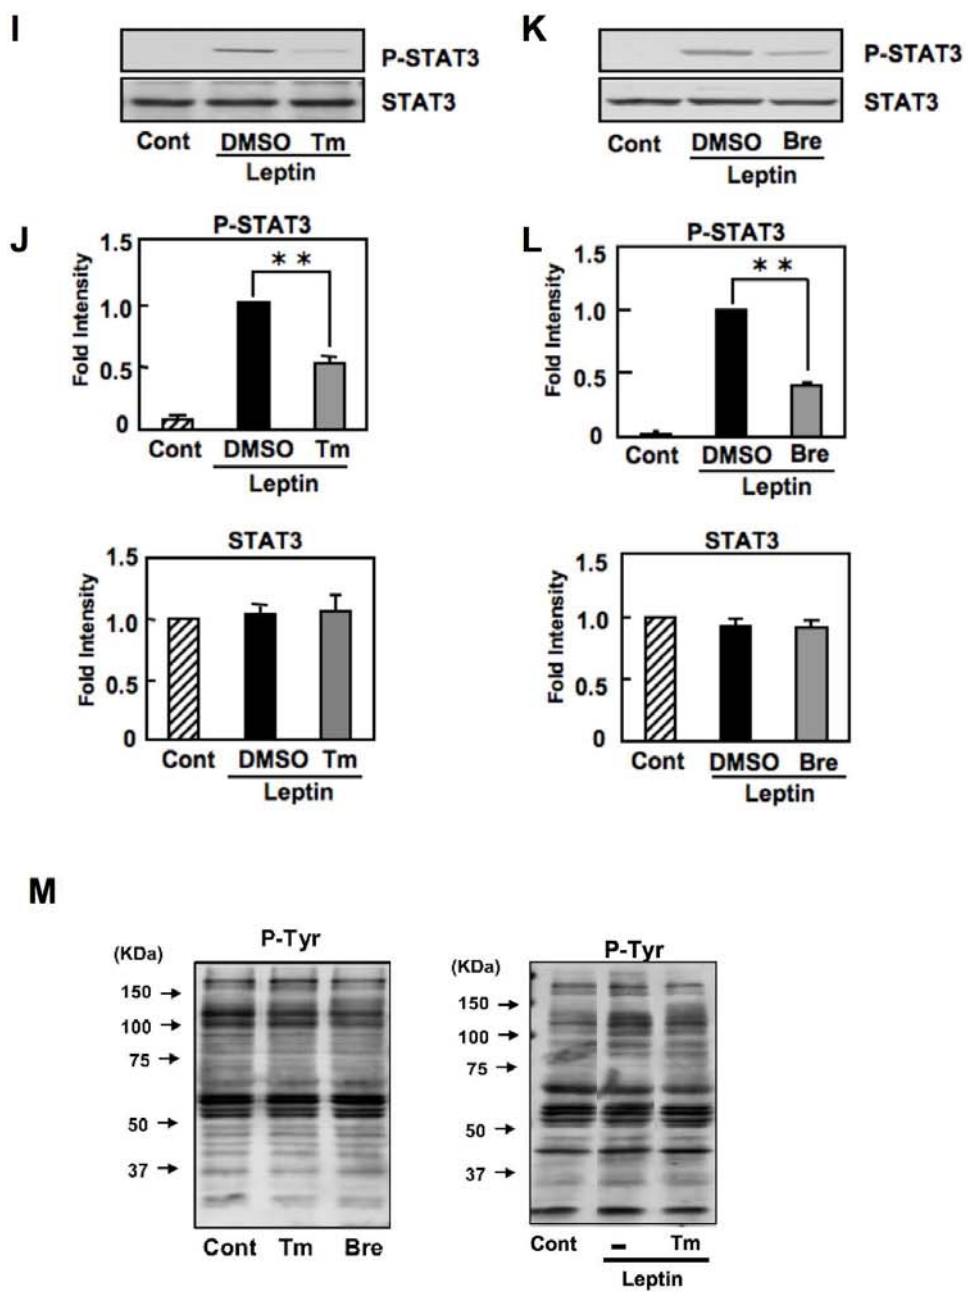 I
P-STAT3
STAT3
Cont DMSO Tm
Leptin
K
P-STAT3
STAT3
Cont DMSO Bre
Leptin
J
P-STAT3
Fold Intensity
1.5
1.0
0.5
0
* *
Cont DMSO Tm
Leptin
STAT3
Fold Intensity
1.5
1.0
0.5
0
Cont DMSO Tm
Leptin
L
P-STAT3
Fold Intensity
1.5
1.0
0.5
0
* *
Cont DMSO Bre
Leptin
STAT3
Fold Intensity
1.5
1.0
0.5
0
Cont DMSO Bre
Leptin
M
P-Tyr
(KDa)
150
100
75
50
37
Cont Tm Bre
P-Tyr
(KDa)
150
100
75
50
37
Cont – Tm
Leptin